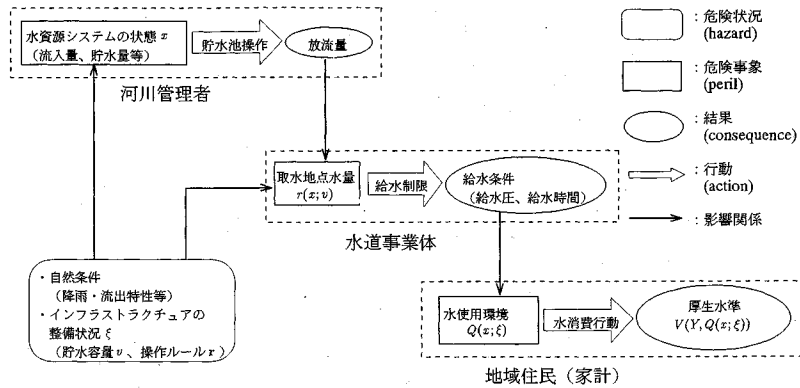 水資源システムの状態 x
（流入量、貯水量等）
貯水池操作
放流量
河川管理者
取水地点水量
r(x;v)
給水制限
給水条件
（給水圧、給水時間）
水道事業体
・自然条件
（降雨・流出特性等）
・インフラストラクチュアの
整備状況 ξ
（貯水容量 v 、操作ルール r）
水使用環境
Q(x;ξ)
水消費行動
厚生水準
V(Y,Q(x;ξ))
地域住民（家計）
：危険状況
(hazard)
：危険事象
(peril)
：結果
(consequence)
：行動
(action)
：影響関係